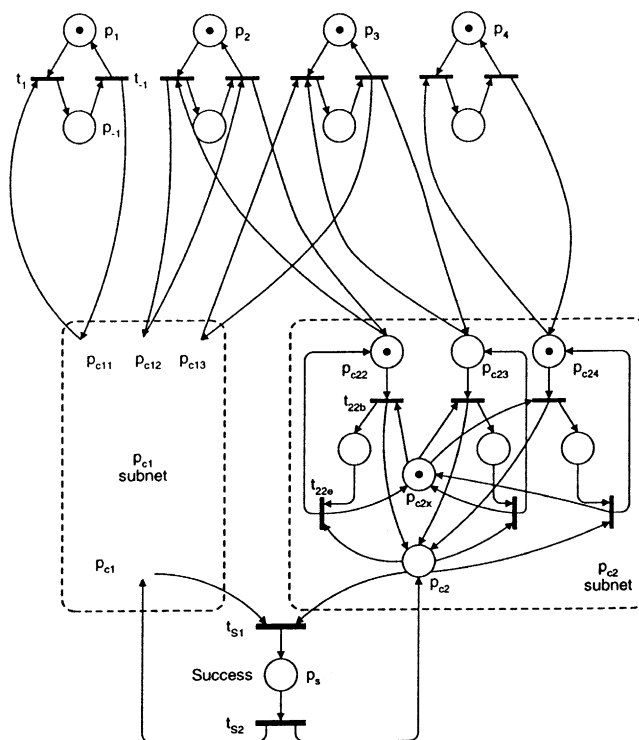 p1 p2 p3 p4
t1 t-1
p-1
pc11 pc12 pc13
pc22 pc23 pc24
t22b
pc1
subnet
t22e
pc2x
pc1
pc2
pc2
subnet
tS1
Success ps
tS2